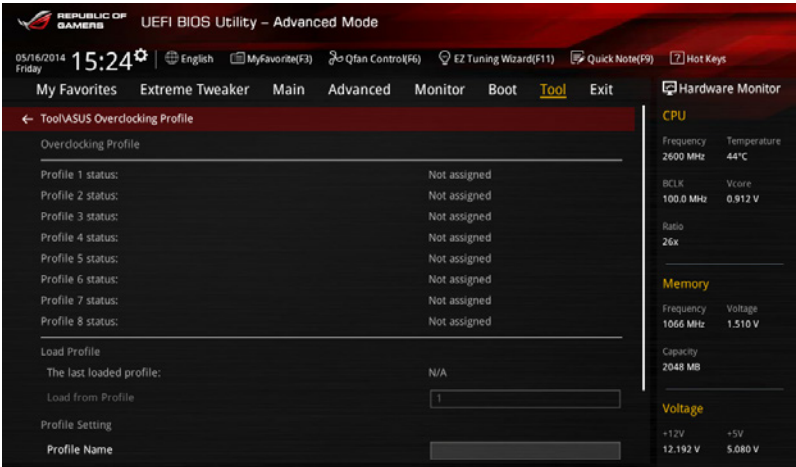 REPUBLIC OF
GAMERS
UEFI BIOS Utility – Advanced Mode
05/16/2014
Friday
15:24
English
MyFavorite(F3)
Qfan Control(F6)
EZ Tuning Wizard(F11)
Quick Note(F9)
? Hot Keys
My Favorites Extreme Tweaker Main Advanced Monitor Boot Tool Exit
Hardware Monitor
← Tool\ASUS Overclocking Profile
Overclocking Profile
Profile 1 status: Not assigned
Profile 2 status: Not assigned
Profile 3 status: Not assigned
Profile 4 status: Not assigned
Profile 5 status: Not assigned
Profile 6 status: Not assigned
Profile 7 status: Not assigned
Profile 8 status: Not assigned
Load Profile
The last loaded profile: N/A
Load from Profile 1
Profile Setting
Profile Name
CPU
Frequency Temperature
2600 MHz 44°C
BCLK Vcore
100.0 MHz 0.912 V
Ratio
26x
Memory
Frequency Voltage
1066 MHz 1.510 V
Capacity
2048 MB
Voltage
+12V +5V
12.192 V 5.080 V